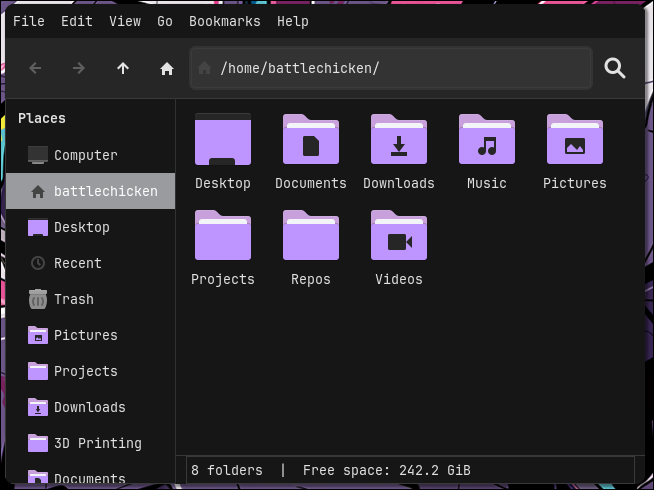 File Edit View Go Bookmarks Help
/home/battlechicken/
Places
Computer
battlechicken
Desktop
Recent
Trash
Pictures
Projects
Downloads
3D Printing
Documents
Desktop Documents Downloads Music Pictures
Projects Repos Videos
8 folders | Free space: 242.2 GiB